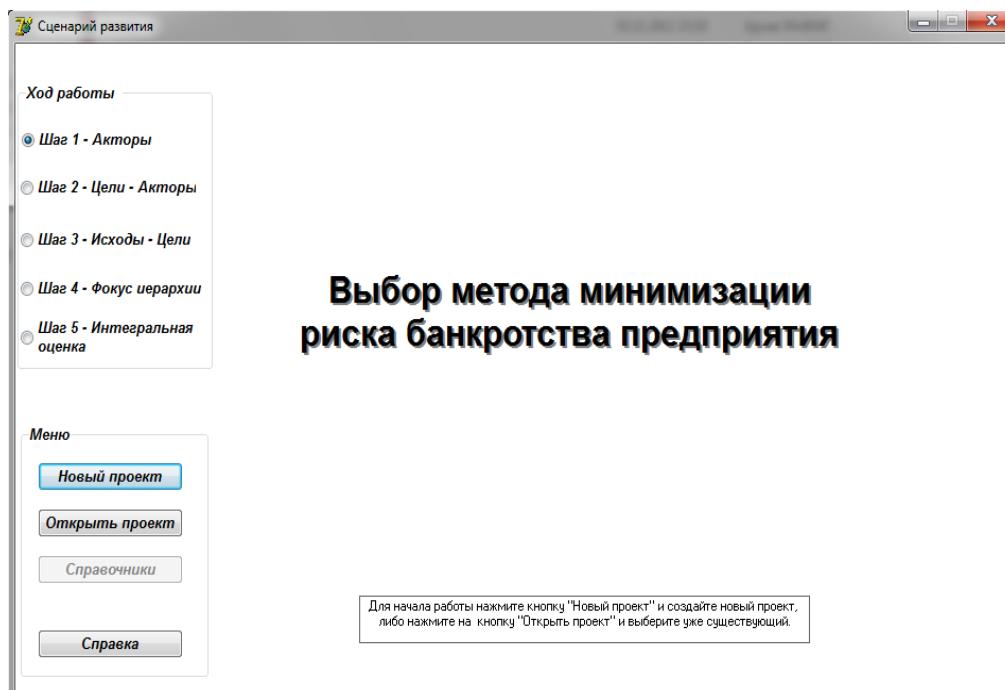 Сценарий развития
Ход работы
Шаг 1 - Акторы
Шаг 2 - Цели - Акторы
Шаг 3 - Исходы - Цели
Шаг 4 - Фокус иерархии
Шаг 5 - Интегральная
оценка
Выбор метода минимизации
риска банкротства предприятия
Меню
Новый проект
Открыть проект
Справочники
Справка
Для начала работы нажмите кнопку "Новый проект" и создайте новый проект,
либо нажмите на кнопку "Открыть проект" и выберите уже существующий.